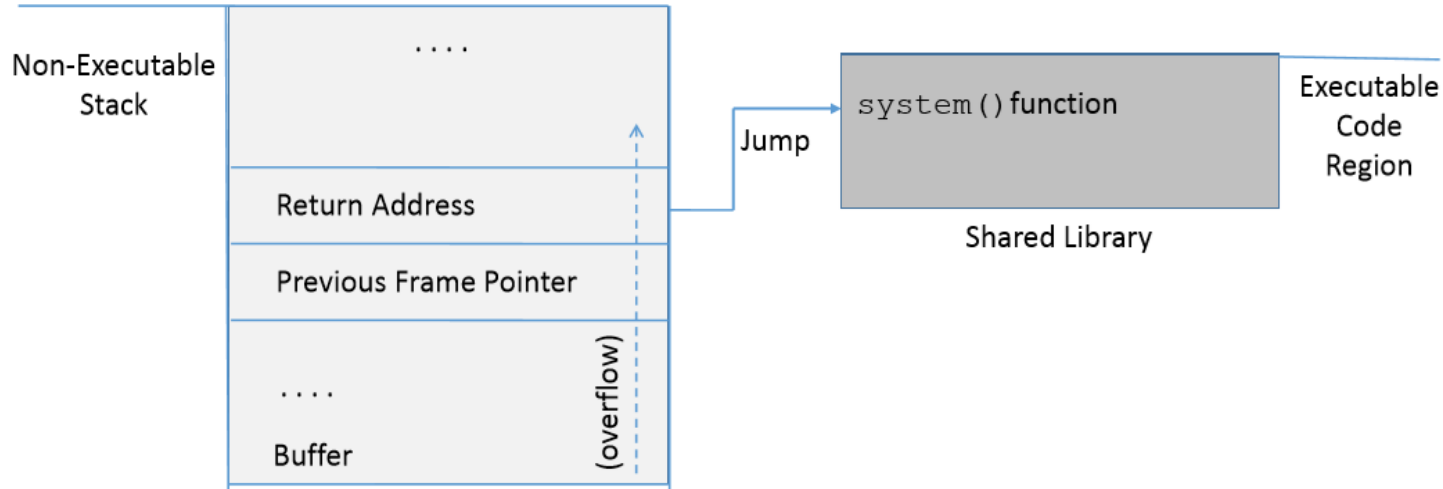 Non-Executable
Stack
. . . .
Return Address
Previous Frame Pointer
. . . .
Buffer
(overflow)
Jump
system() function
Shared Library
Executable
Code
Region